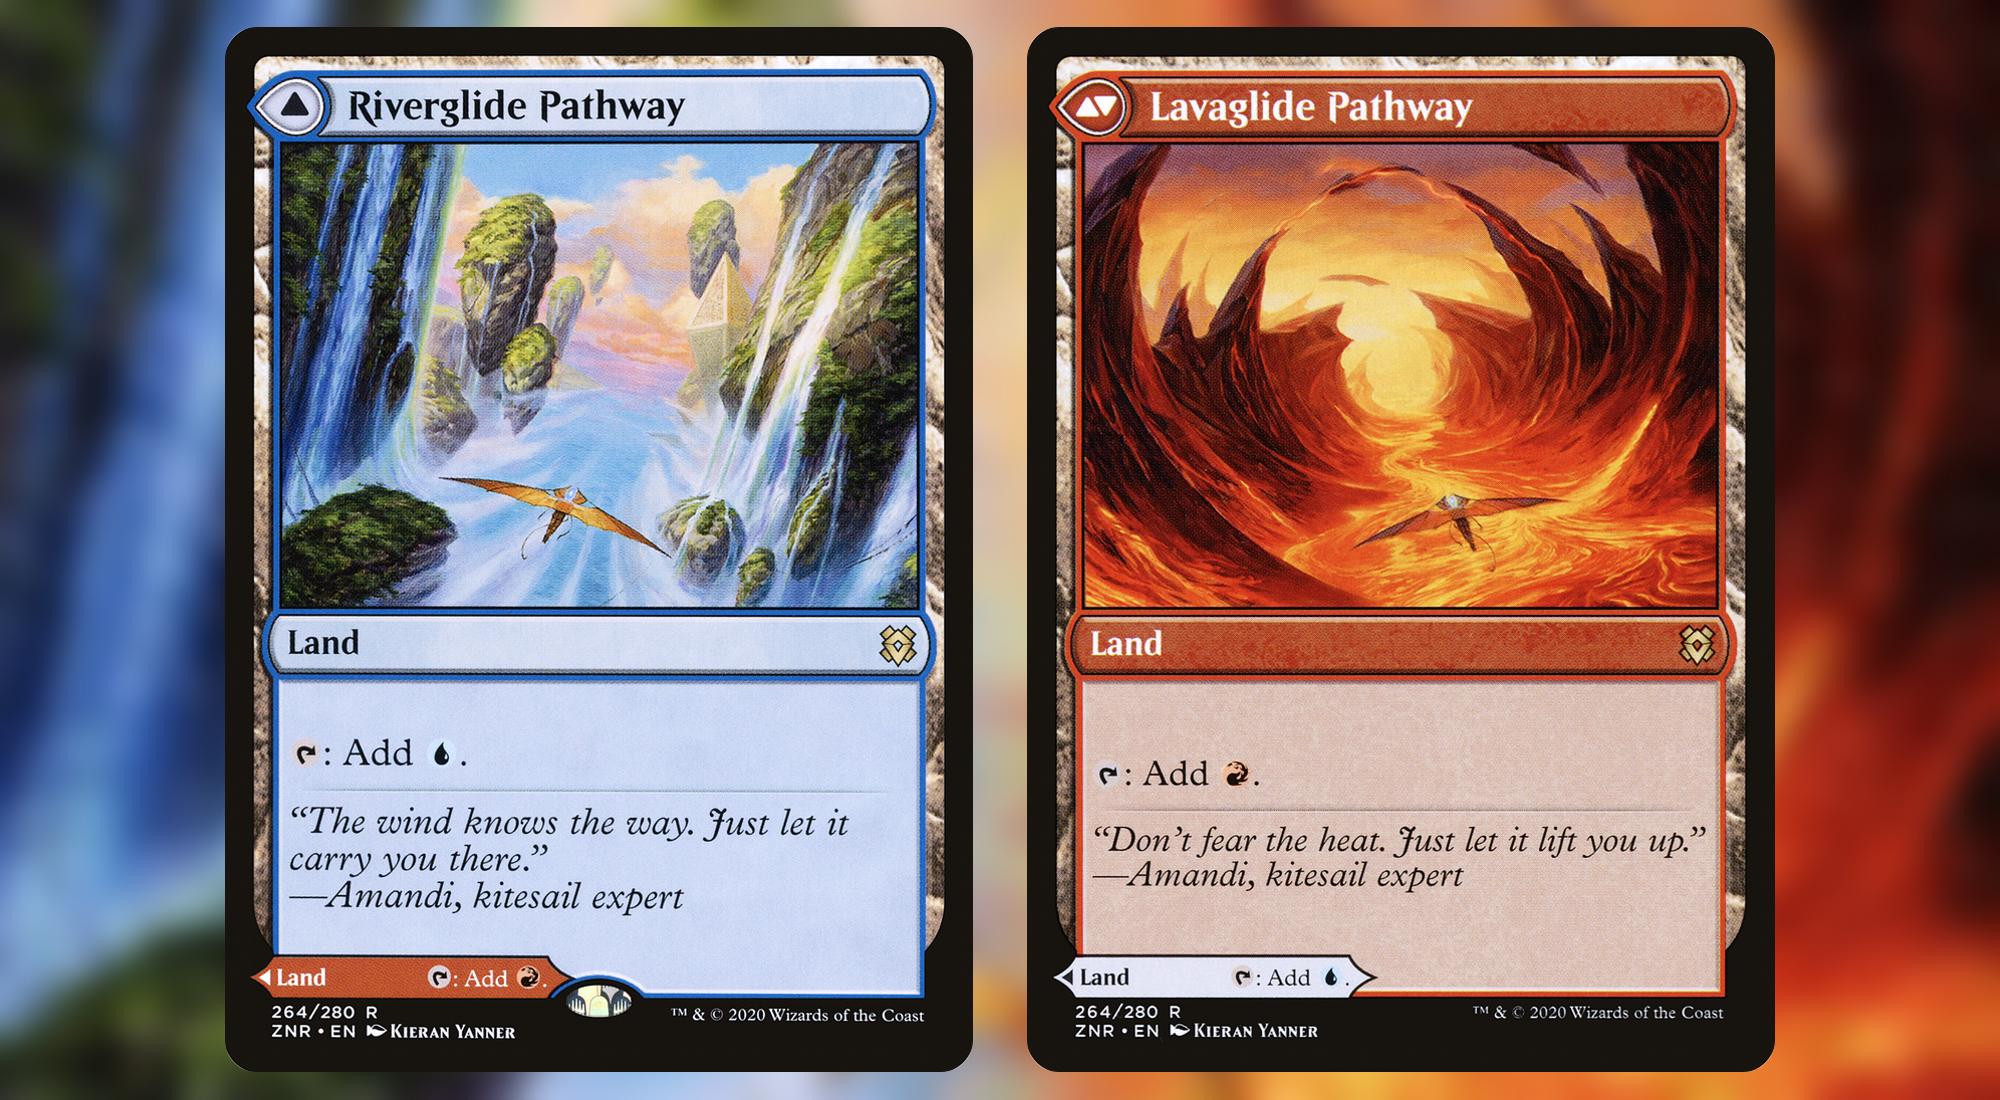 Riverglide Pathway
Land
: Add .
“The wind knows the way. Just let it
carry you there.”
—Amandi, kitesail expert
Land : Add .
264/280 R
ZNR • EN Kieran Yanner
™ & © 2020 Wizards of the Coast
Lavaglide Pathway
Land
: Add .
“Don’t fear the heat. Just let it lift you up.”
—Amandi, kitesail expert
Land : Add .
264/280 R
ZNR • EN Kieran Yanner
™ & © 2020 Wizards of the Coast